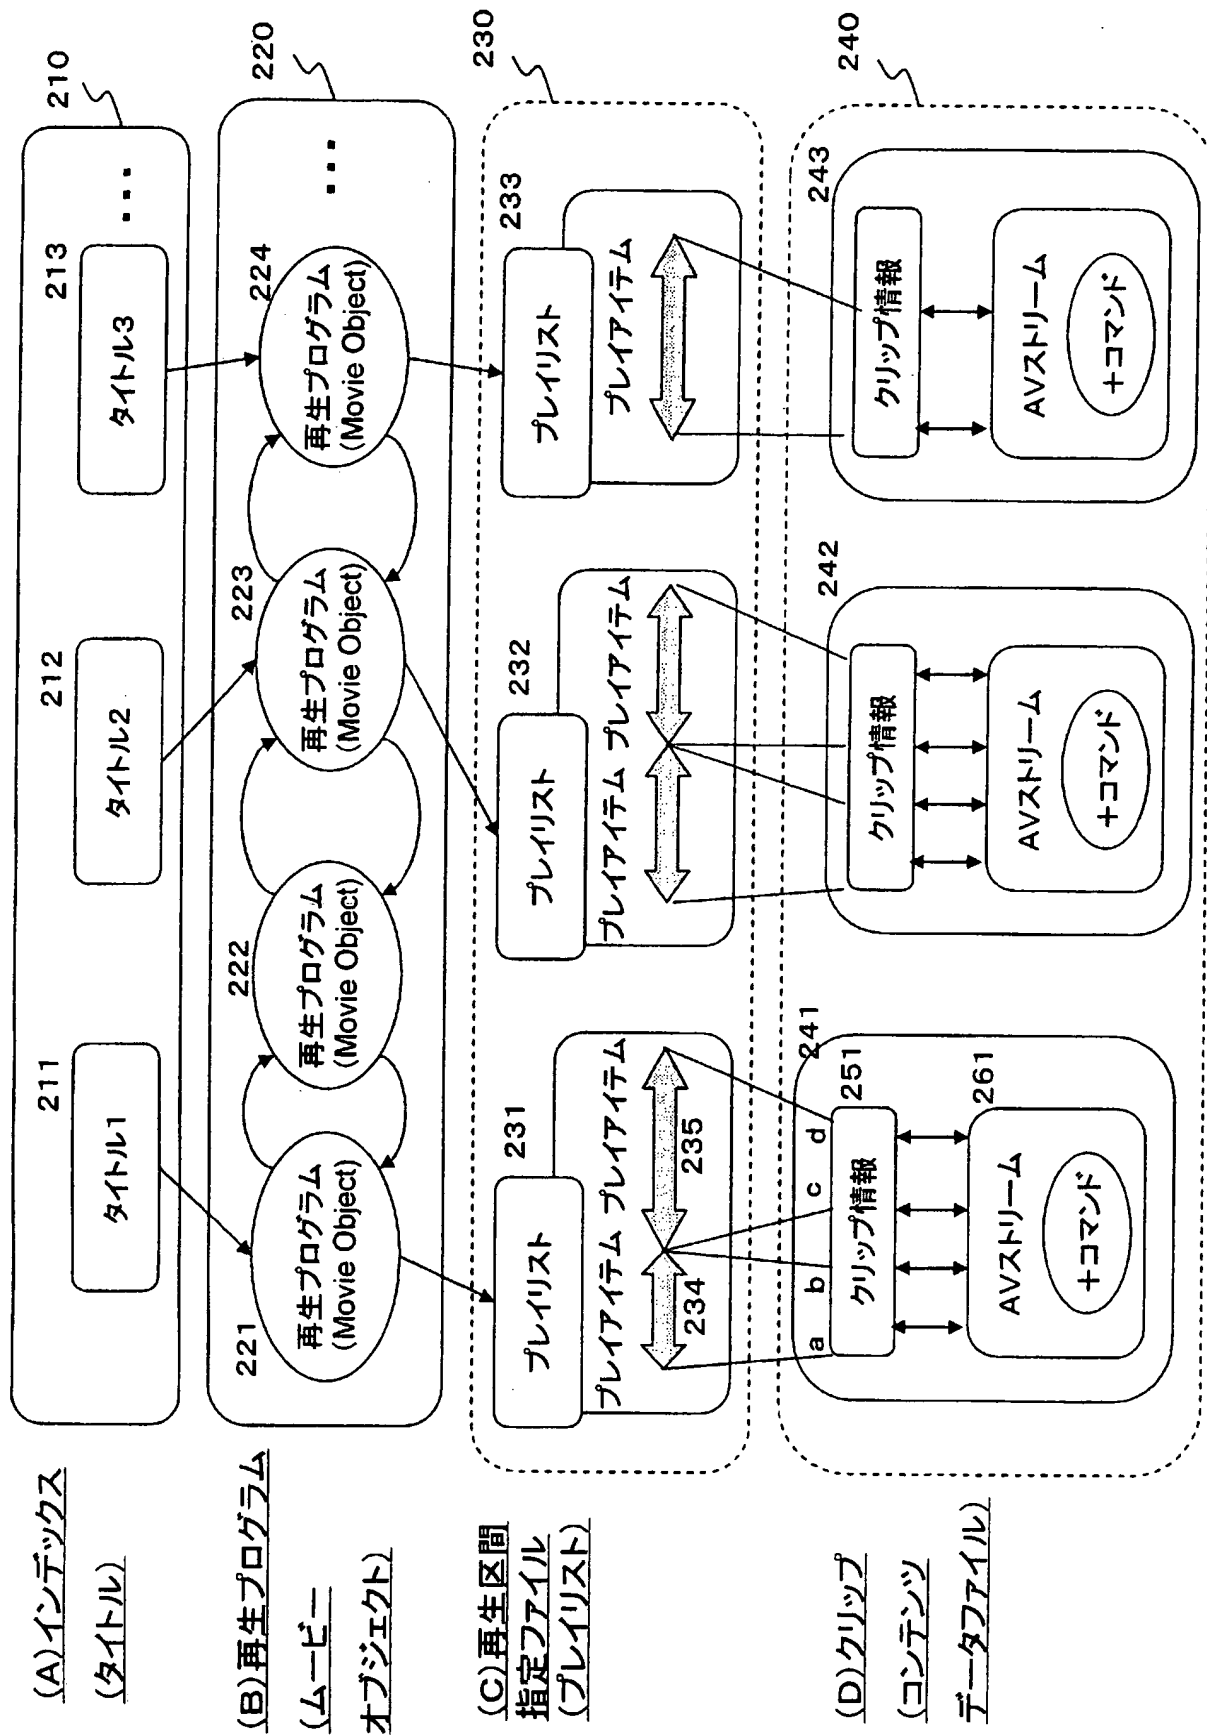 (A)インデックス
(タイトル)
210
211
タイトル1
212
タイトル2
213
タイトル3
・・・
(B)再生プログラム
(ムービー
オブジェクト)
220
221
再生プログラム
(Movie Object)
222
再生プログラム
(Movie Object)
223
再生プログラム
(Movie Object)
224
再生プログラム
(Movie Object)
・・・
(C)再生区間
指定ファイル
(プレイリスト)
230
231
プレイリスト
プレイアイテム プレイアイテム
234
235
232
プレイリスト
プレイアイテム プレイアイテム
233
プレイリスト
プレイアイテム
(D)クリップ
(コンテンツ
データファイル)
240
241
a b c d
251
クリップ情報
261
AVストリーム
+コマンド
242
クリップ情報
AVストリーム
+コマンド
243
クリップ情報
AVストリーム
+コマンド